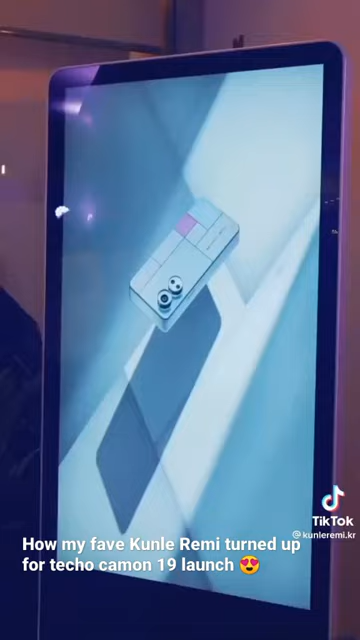 TikTok
@kunleremi.kr
How my fave Kunle Remi turned up
for techo camon 19 launch 😍